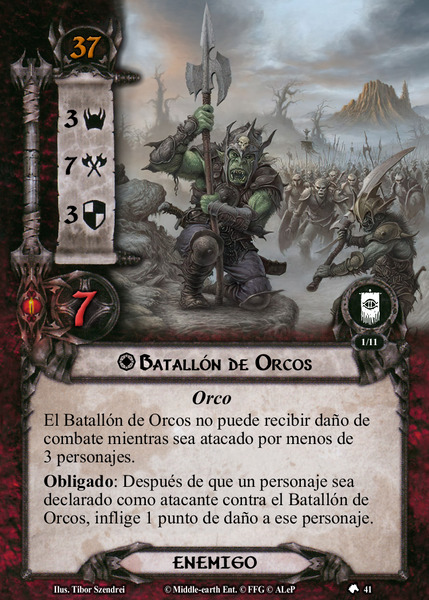 37
3
7
3
7
1/11
Batallón de Orcos
Orco
El Batallón de Orcos no puede recibir daño de
combate mientras sea atacado por menos de
3 personajes.
Obligado: Después de que un personaje sea
declarado como atacante contra el Batallón de
Orcos, inflige 1 punto de daño a ese personaje.
ENEMIGO
Ilus. Tibor Szendrei © Middle-earth Ent. © FFG © ALeP 41